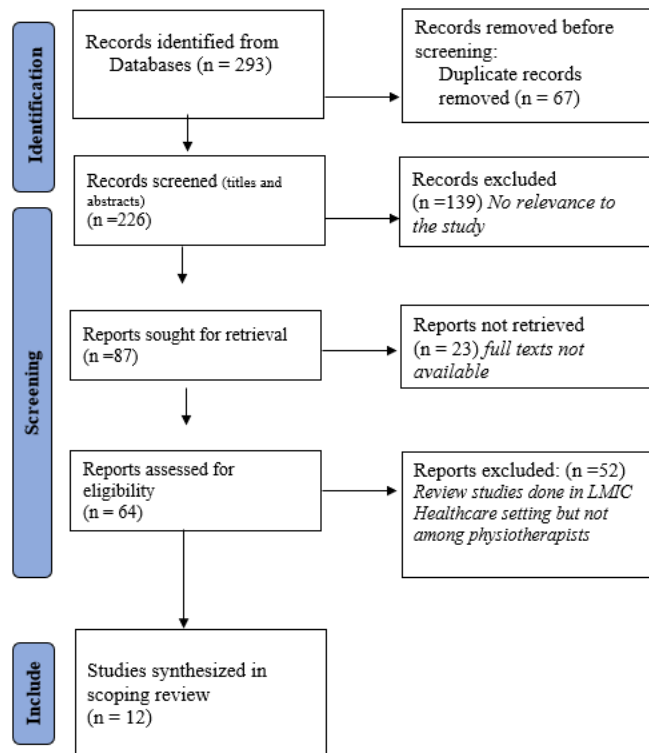 Identification
Records identified from
Databases (n = 293)
Records removed before
screening:
Duplicate records
removed (n = 67)
Records screened (titles and
abstracts)
(n =226)
Records excluded
(n =139) No relevance to
the study
Screening
Reports sought for retrieval
(n =87)
Reports not retrieved
(n = 23) full texts not
available
Reports assessed for
eligibility
(n = 64)
Reports excluded: (n =52)
Review studies done in LMIC
Healthcare setting but not
among physiotherapists
Include
Studies synthesized in
scoping review
(n = 12)